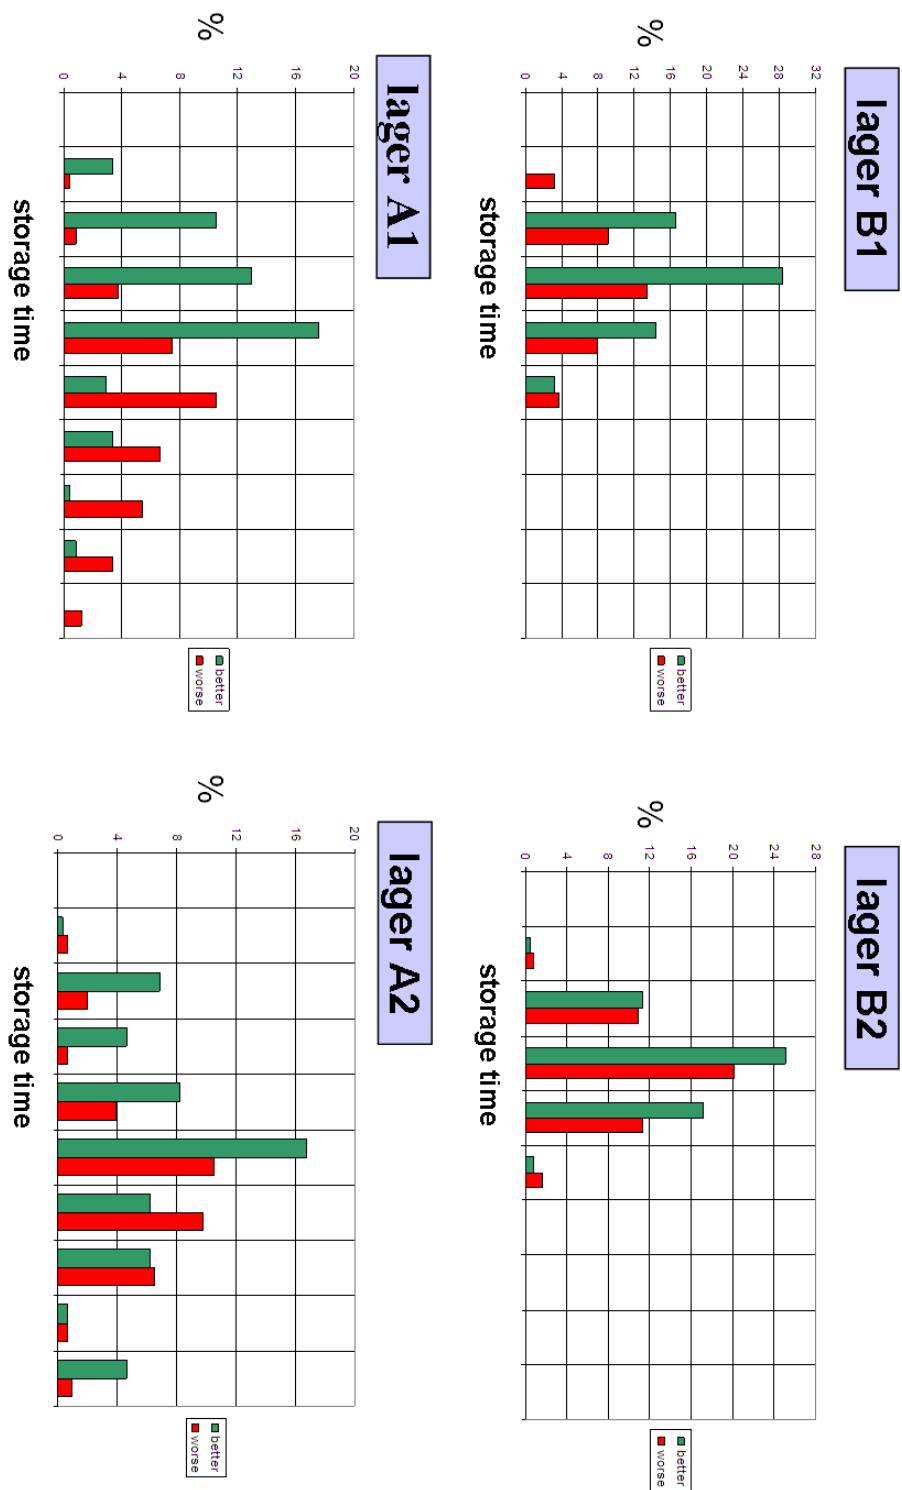 lager B1
%
32
28
24
20
16
12
8
4
0
better
worse
storage time
lager B2
%
28
24
20
16
12
8
4
0
better
worse
storage time
lager A1
%
20
16
12
8
4
0
better
worse
storage time
lager A2
%
20
16
12
8
4
0
better
worse
storage time